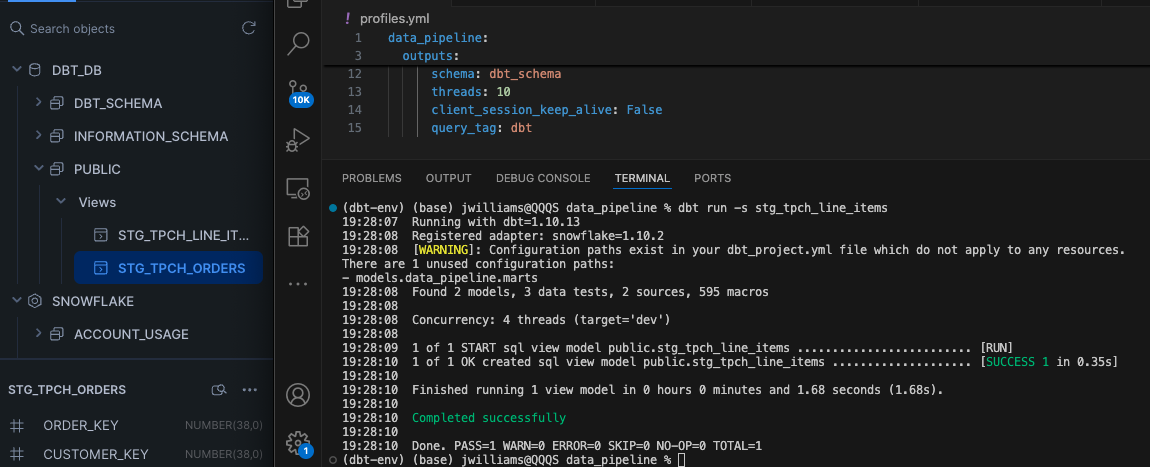 Search objects
DBT_DB
DBT_SCHEMA
INFORMATION_SCHEMA
PUBLIC
Views
STG_TPCH_LINE_IT...
STG_TPCH_ORDERS
SNOWFLAKE
ACCOUNT_USAGE
STG_TPCH_ORDERS
ORDER_KEY NUMBER(38,0)
CUSTOMER_KEY NUMBER(38,0)
10K
1
! profiles.yml
1 data_pipeline:
3 outputs:
12 schema: dbt_schema
13 threads: 10
14 client_session_keep_alive: False
15 query_tag: dbt
PROBLEMS OUTPUT DEBUG CONSOLE TERMINAL PORTS
(dbt-env) (base) jwilliams@QQQS data_pipeline % dbt run -s stg_tpch_line_items
19:28:07 Running with dbt=1.10.13
19:28:08 Registered adapter: snowflake=1.10.2
19:28:08 [WARNING]: Configuration paths exist in your dbt_project.yml file which do not apply to any resources.
There are 1 unused configuration paths:
- models.data_pipeline.marts
19:28:08 Found 2 models, 3 data tests, 2 sources, 595 macros
19:28:08
19:28:08 Concurrency: 4 threads (target='dev')
19:28:08
19:28:09 1 of 1 START sql view model public.stg_tpch_line_items ......................... [RUN]
19:28:10 1 of 1 OK created sql view model public.stg_tpch_line_items .................... [SUCCESS 1 in 0.35s]
19:28:10
19:28:10 Finished running 1 view model in 0 hours 0 minutes and 1.68 seconds (1.68s).
19:28:10
19:28:10 Completed successfully
19:28:10
19:28:10 Done. PASS=1 WARN=0 ERROR=0 SKIP=0 NO-OP=0 TOTAL=1
(dbt-env) (base) jwilliams@QQQS data_pipeline %